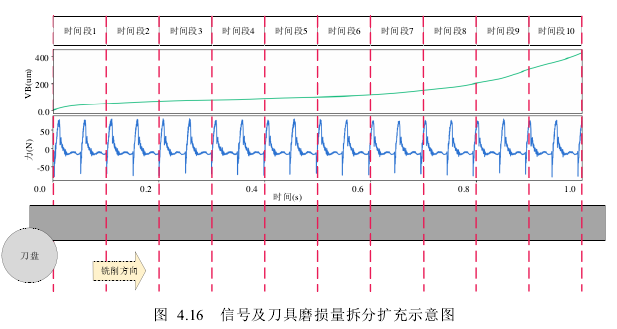 时间段1 时间段2 时间段3 时间段4 时间段5 时间段6 时间段7 时间段8 时间段9 时间段10
400
200
0.0
VB(um)
50
0
-50
力(N)
0.0 0.2 0.4 0.6 0.8 1.0
时间(s)
刀盘
铣削方向
图 4.16 信号及刀具磨损量拆分扩充示意图